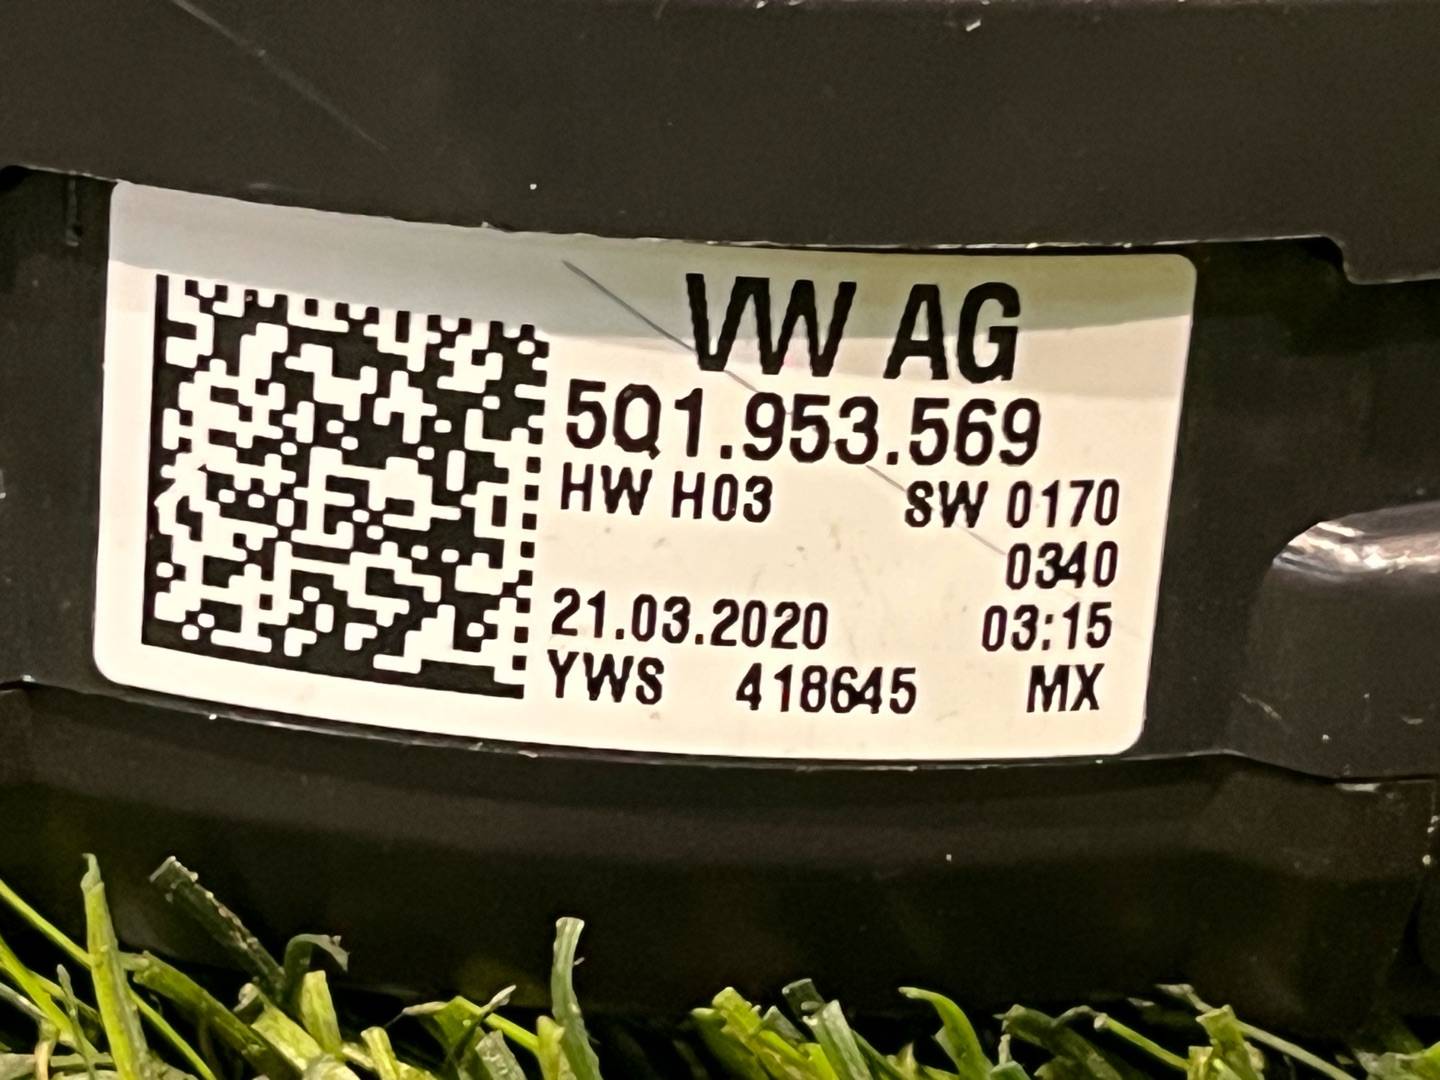 VW AG
5Q1.953.569
HW H03 SW 0170
0340
21.03.2020 03:15
YWS 418645 MX